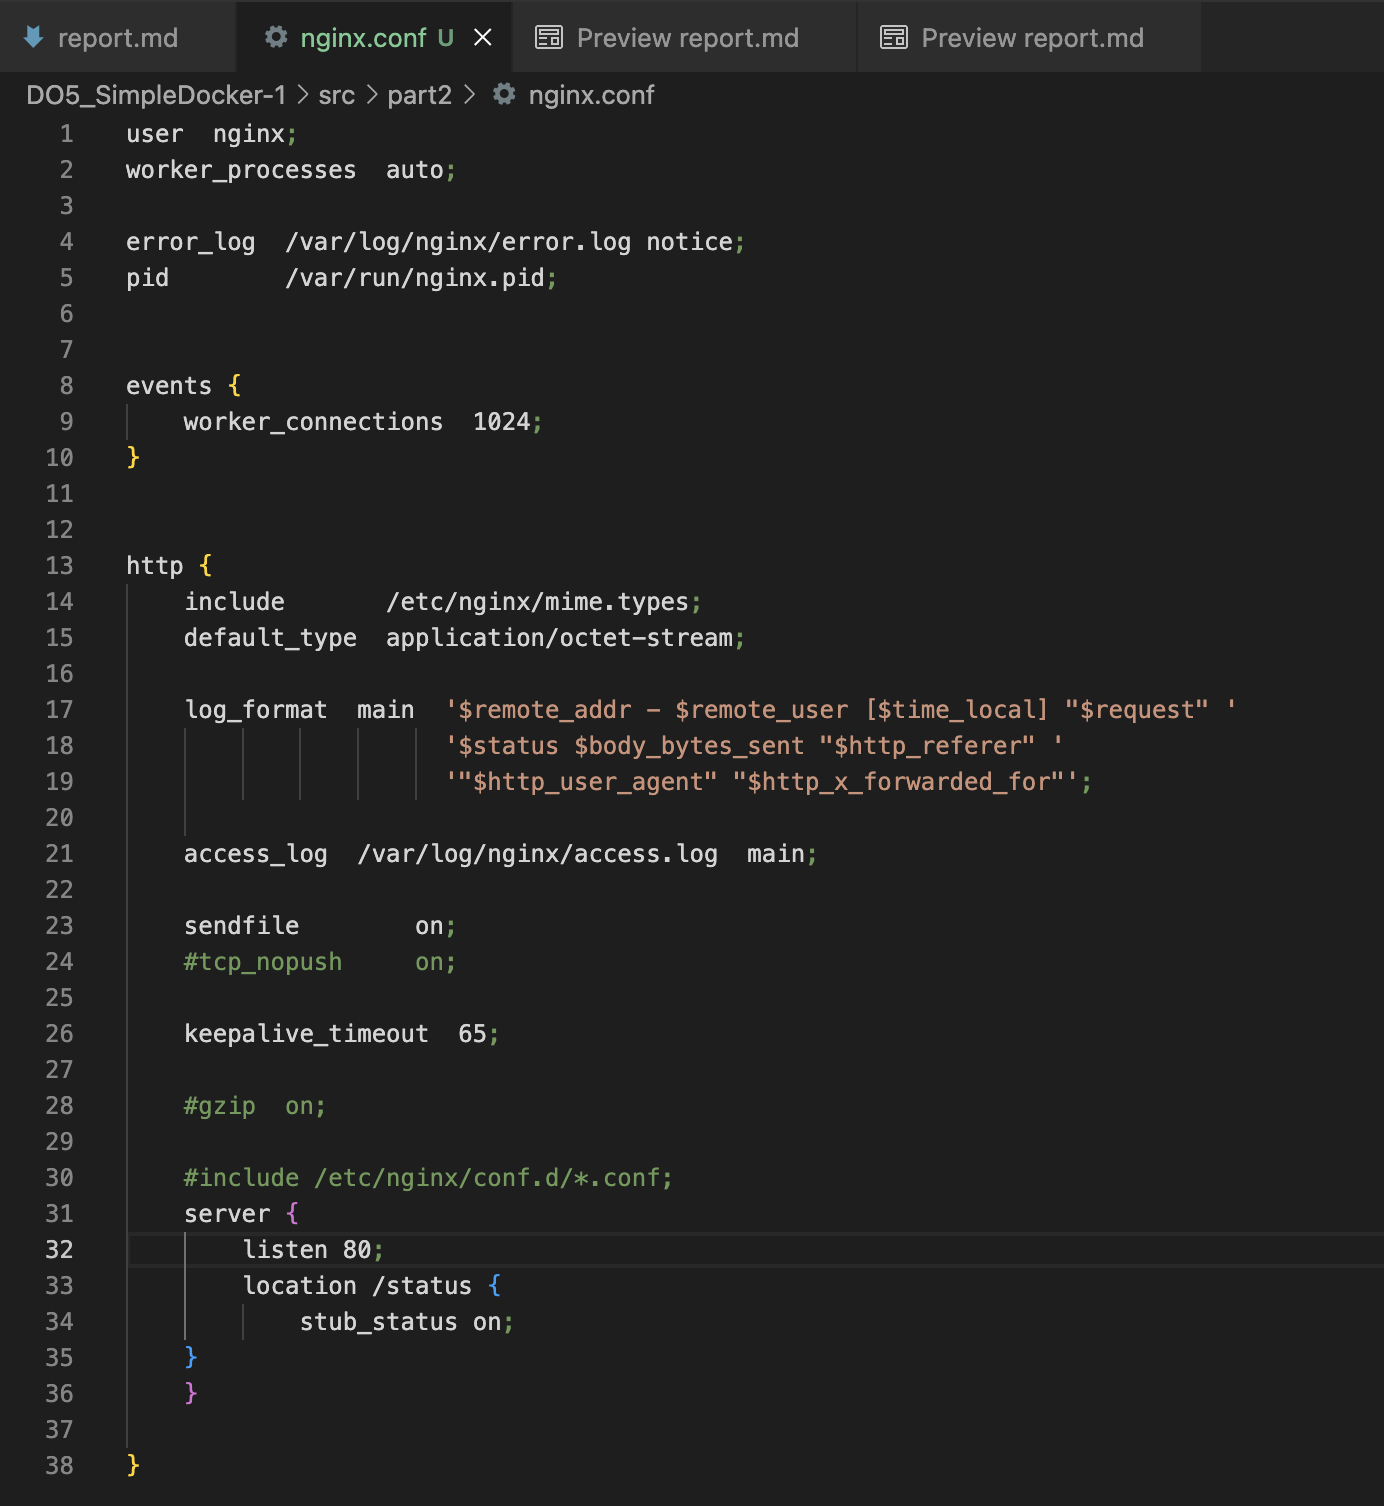 report.md nginx.conf U Preview report.md Preview report.md
DO5_SimpleDocker-1 > src > part2 > nginx.conf
1 user  nginx;
2 worker_processes  auto;
3
4 error_log  /var/log/nginx/error.log notice;
5 pid        /var/run/nginx.pid;
6
7
8 events {
9     worker_connections  1024;
10 }
11
12
13 http {
14     include       /etc/nginx/mime.types;
15     default_type  application/octet-stream;
16
17     log_format  main  '$remote_addr - $remote_user [$time_local] "$request" '
18                       '$status $body_bytes_sent "$http_referer" '
19                       '"$http_user_agent" "$http_x_forwarded_for"';
20
21     access_log  /var/log/nginx/access.log  main;
22
23     sendfile        on;
24     #tcp_nopush     on;
25
26     keepalive_timeout  65;
27
28     #gzip  on;
29
30     #include /etc/nginx/conf.d/*.conf;
31     server {
32         listen 80;
33         location /status {
34             stub_status on;
35     }
36     }
37
38 }